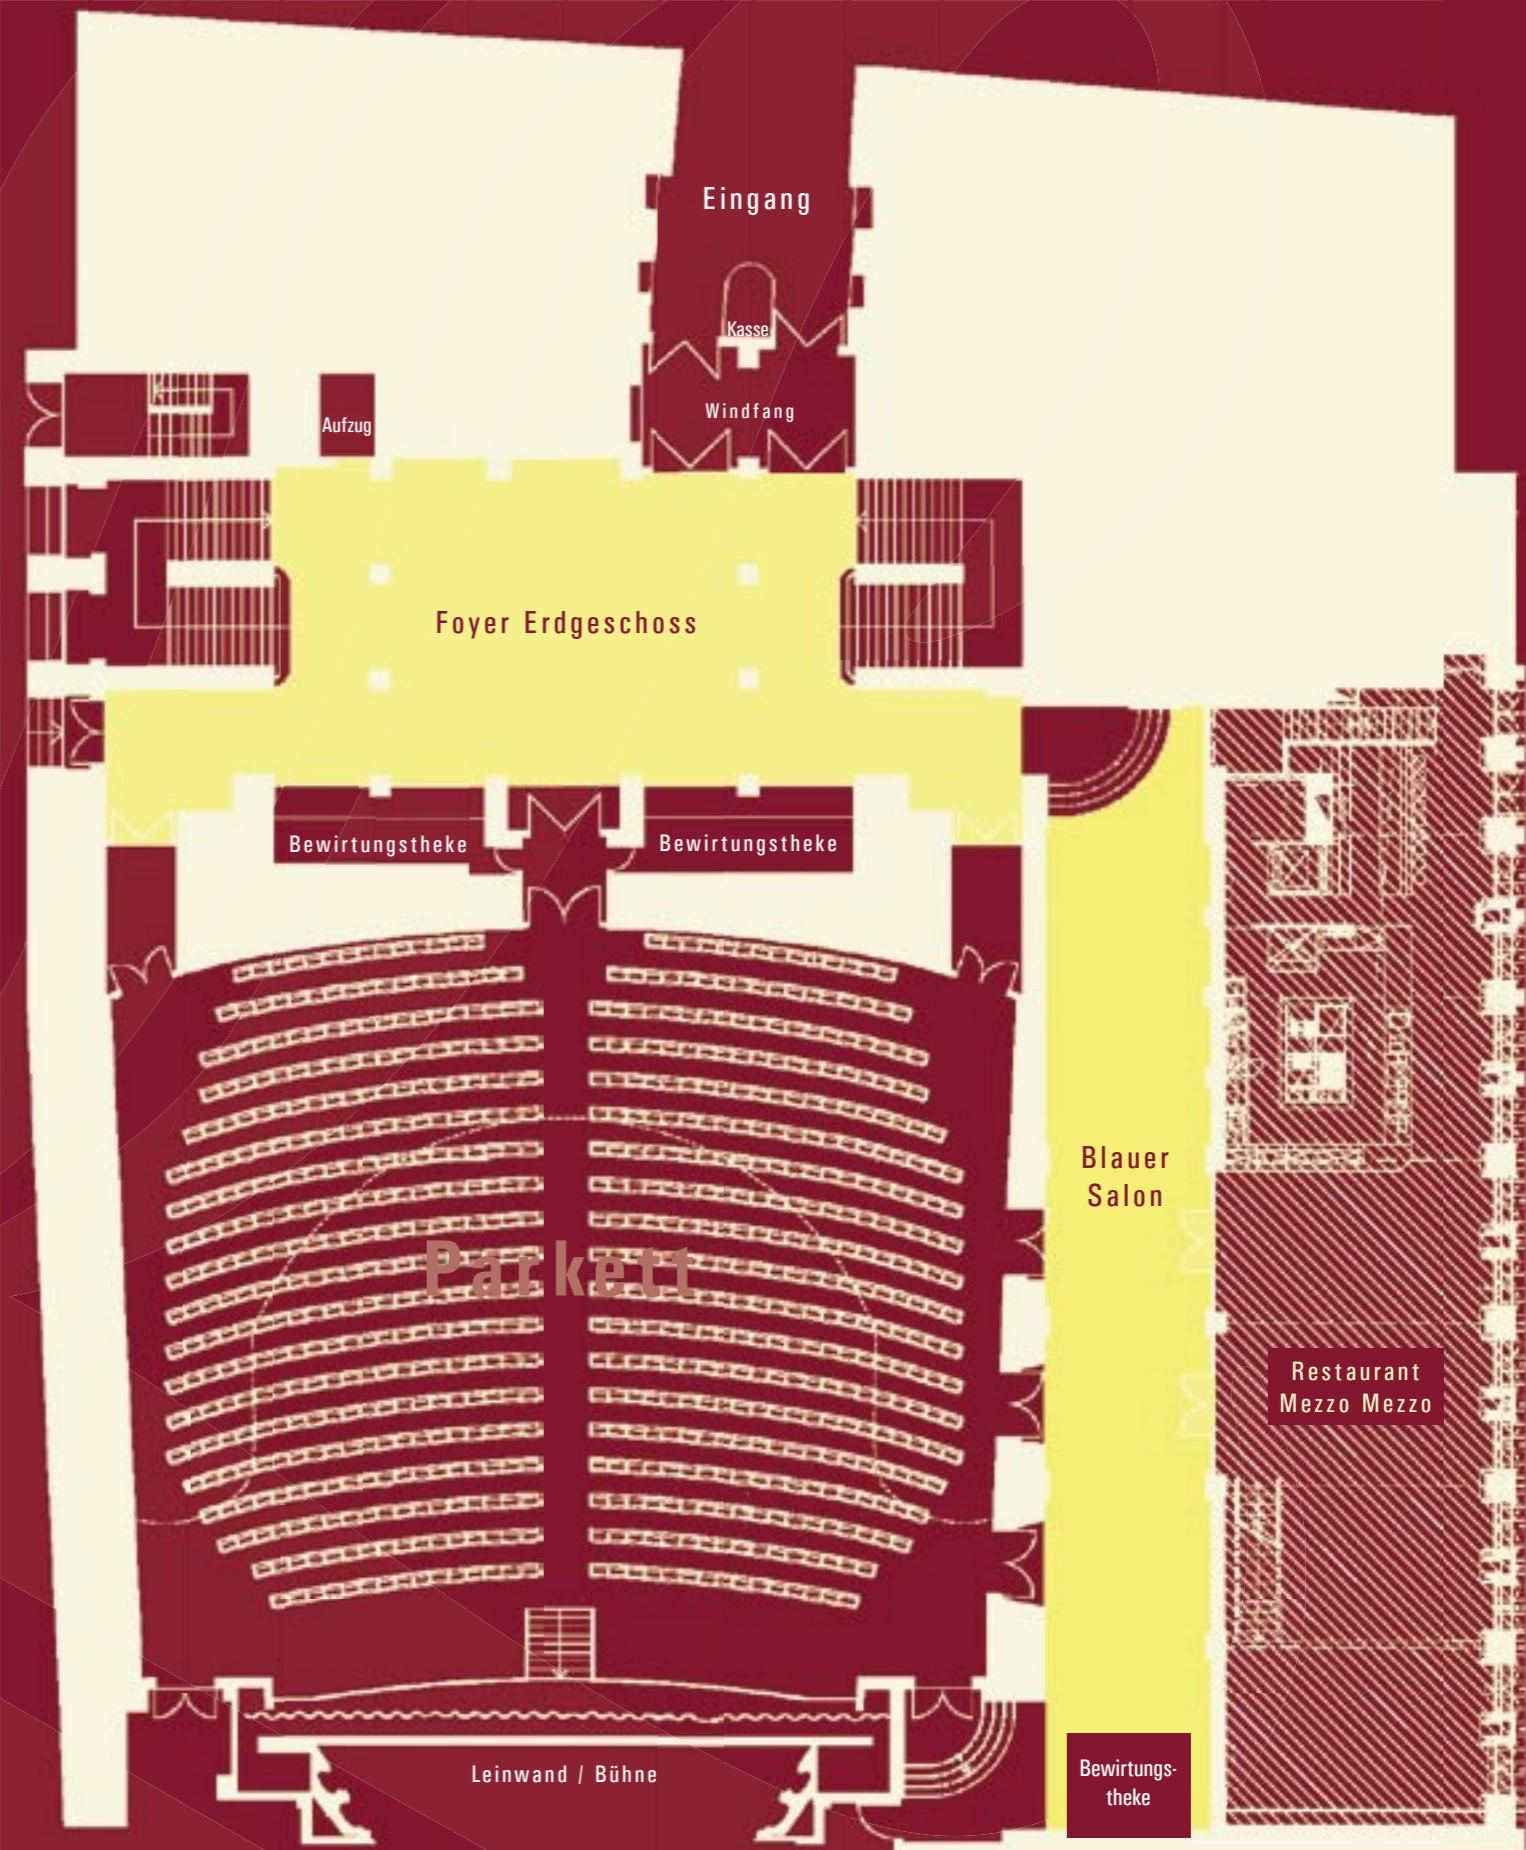 Eingang
Kasse
Windfang
Aufzug
Foyer Erdgeschoss
Bewirtungstheke
Bewirtungstheke
Blauer
Salon
Parkett
Restaurant
Mezzo Mezzo
Leinwand / Bühne
Bewirtungs-
theke